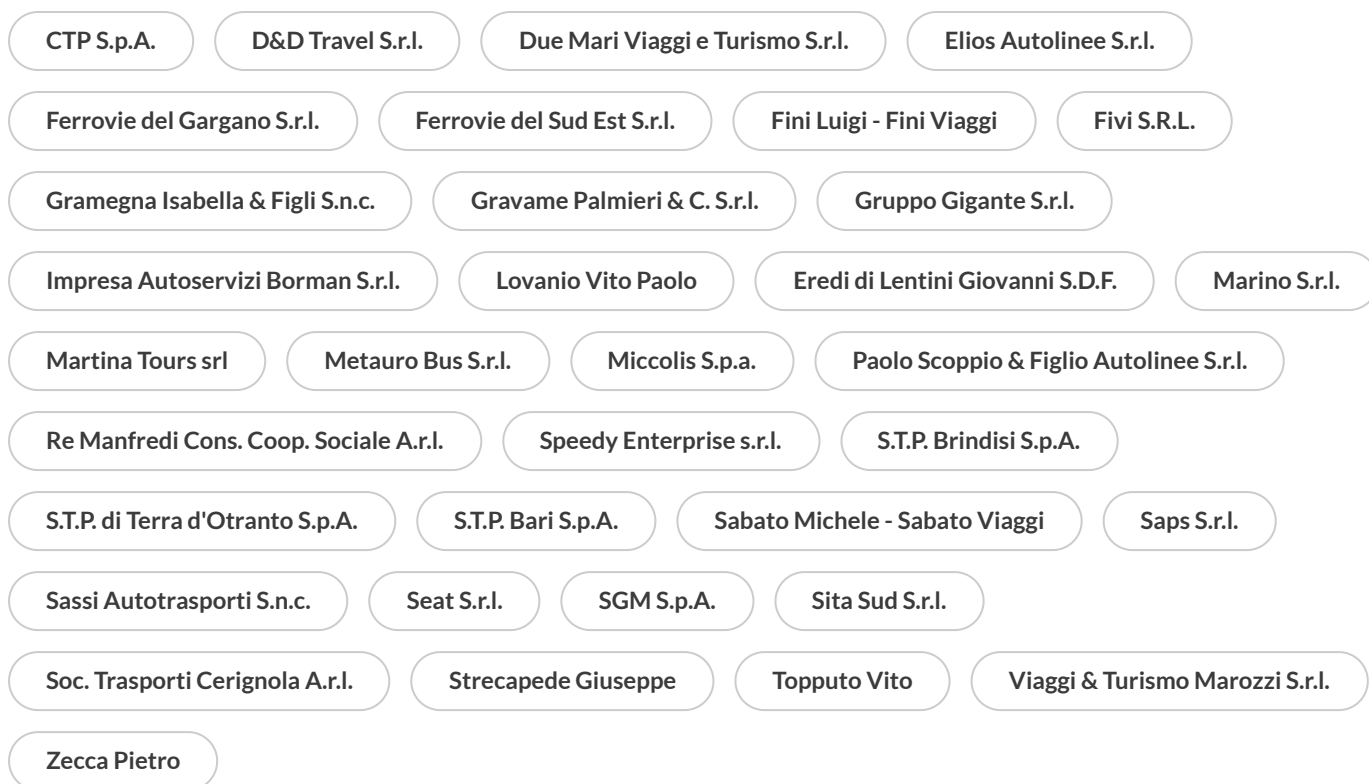 CTP S.p.A. D&D Travel S.r.l. Due Mari Viaggi e Turismo S.r.l. Elios Autolinee S.r.l.
Ferrovie del Gargano S.r.l. Ferrovie del Sud Est S.r.l. Fini Luigi - Fini Viaggi Fivi S.R.L.
Gramegna Isabella & Figli S.n.c. Gravame Palmieri & C. S.r.l. Gruppo Gigante S.r.l.
Impresa Autoservizi Borman S.r.l. Lovanio Vito Paolo Eredi di Lentini Giovanni S.D.F. Marino S.r.l.
Martina Tours srl Metauro Bus S.r.l. Miccolis S.p.a. Paolo Scoppio & Figlio Autolinee S.r.l.
Re Manfredi Cons. Coop. Sociale A.r.l. Speedy Enterprise s.r.l. S.T.P. Brindisi S.p.A.
S.T.P. di Terra d'Otranto S.p.A. S.T.P. Bari S.p.A. Sabato Michele - Sabato Viaggi Saps S.r.l.
Sassi Autotrasporti S.n.c. Seat S.r.l. SGM S.p.A. Sita Sud S.r.l.
Soc. Trasporti Cerignola A.r.l. Strecapede Giuseppe Topputo Vito Viaggi & Turismo Marozzi S.r.l.
Zecca Pietro